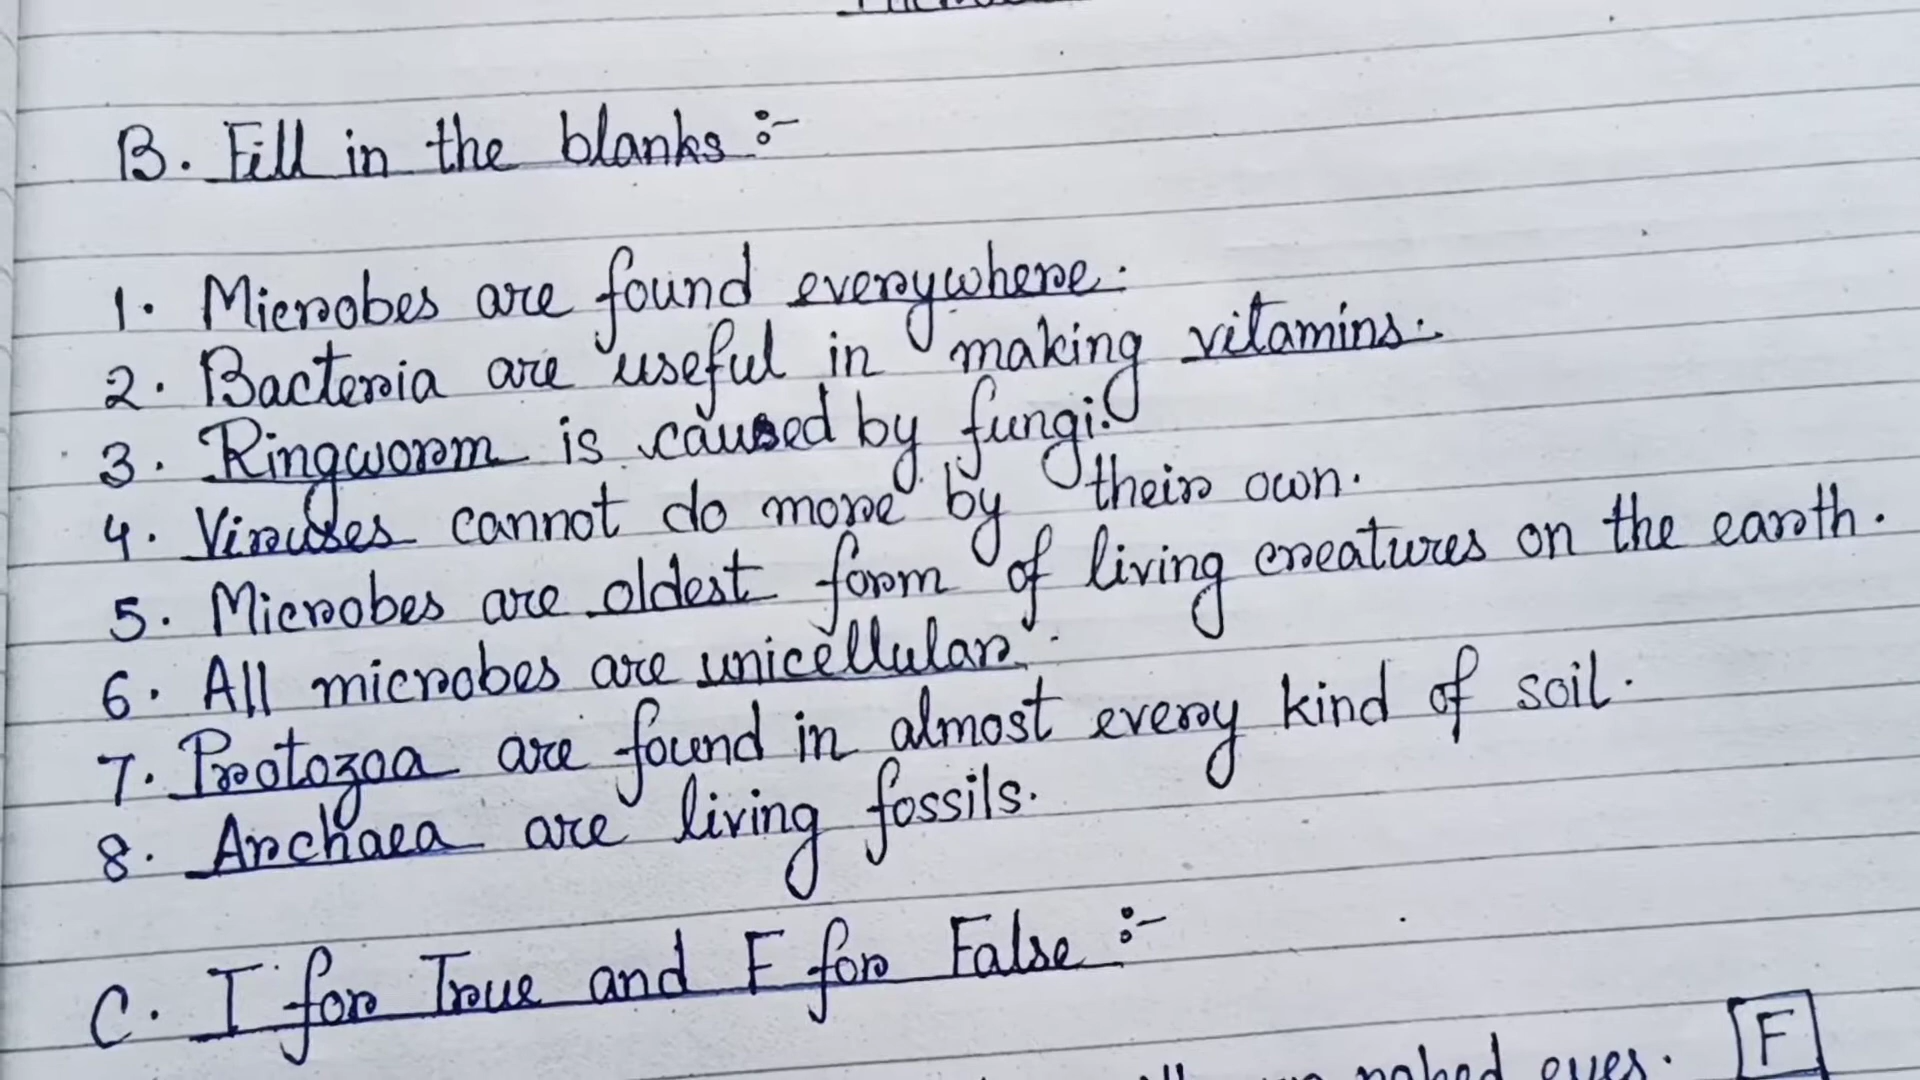 B. Fill in the blanks :-
1. Microbes are found everywhere.
2. Bacteria are useful in making vitamins.
3. Ringworm is caused by fungi.
4. Viruses cannot do more by their own.
5. Microbes are oldest form of living creatures on the earth.
6. All microbes are unicellular.
7. Protozoa are found in almost every kind of soil.
8. Archaea are living fossils.
C. T for True and F for False :-
naked eyes. F